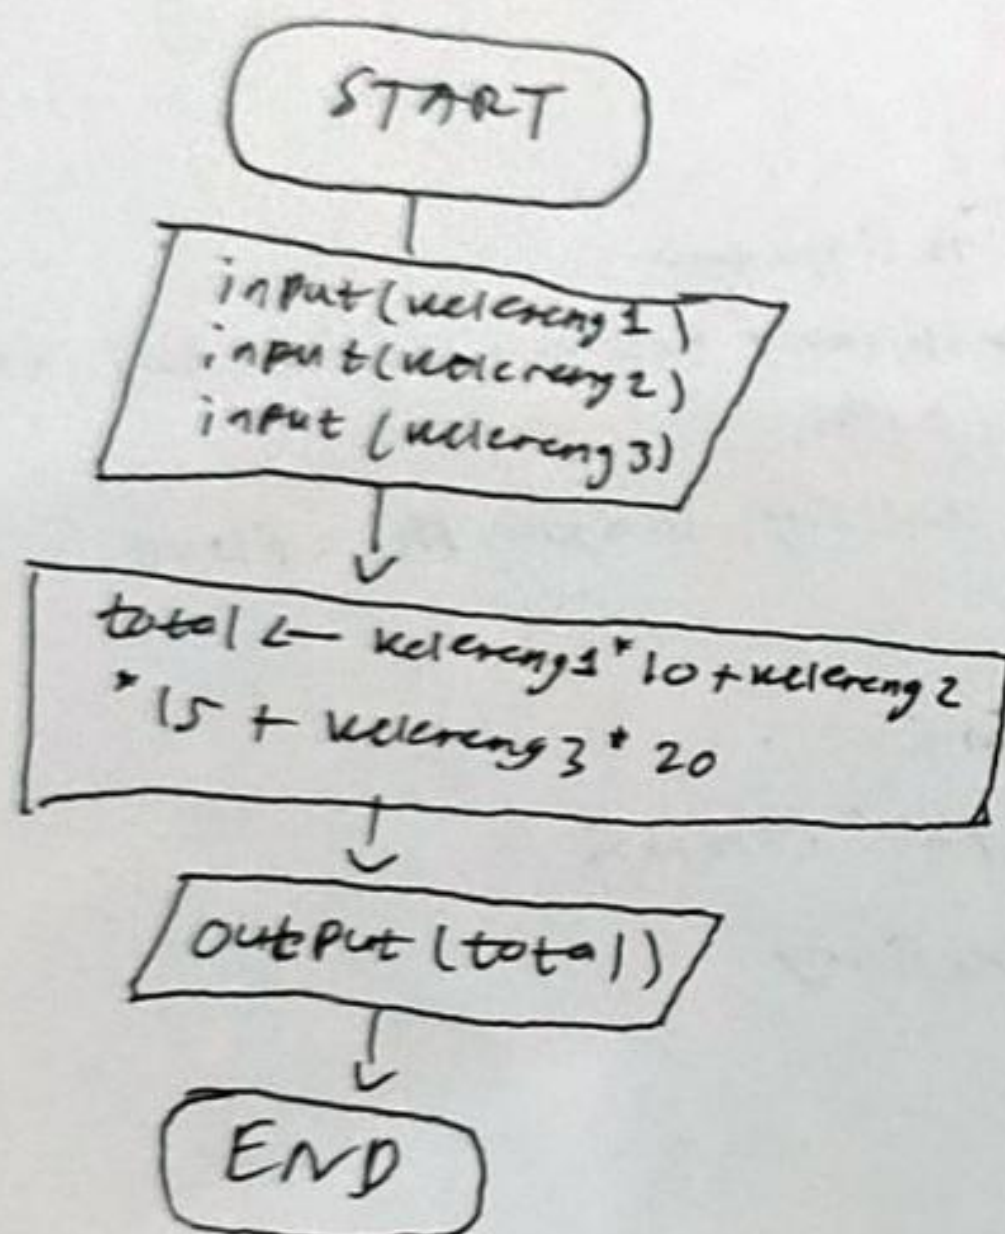 START
input(kelereng1)
input(kelereng2)
input (kelereng3)
total ← kelereng1 * 10 + kelereng2
* 15 + kelereng3 * 20
output (total)
END